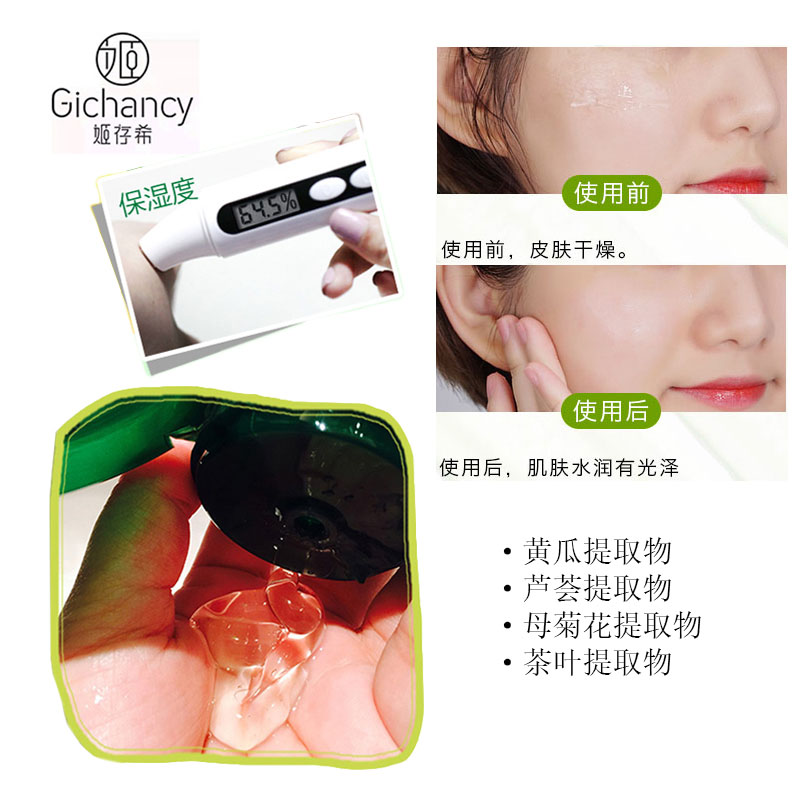 姬
Gichancy
姬存希
保湿度
64.5%
使用前
使用前，皮肤干燥。
使用后
使用后，肌肤水润有光泽
• 黄瓜提取物
• 芦荟提取物
• 母菊花提取物
• 茶叶提取物